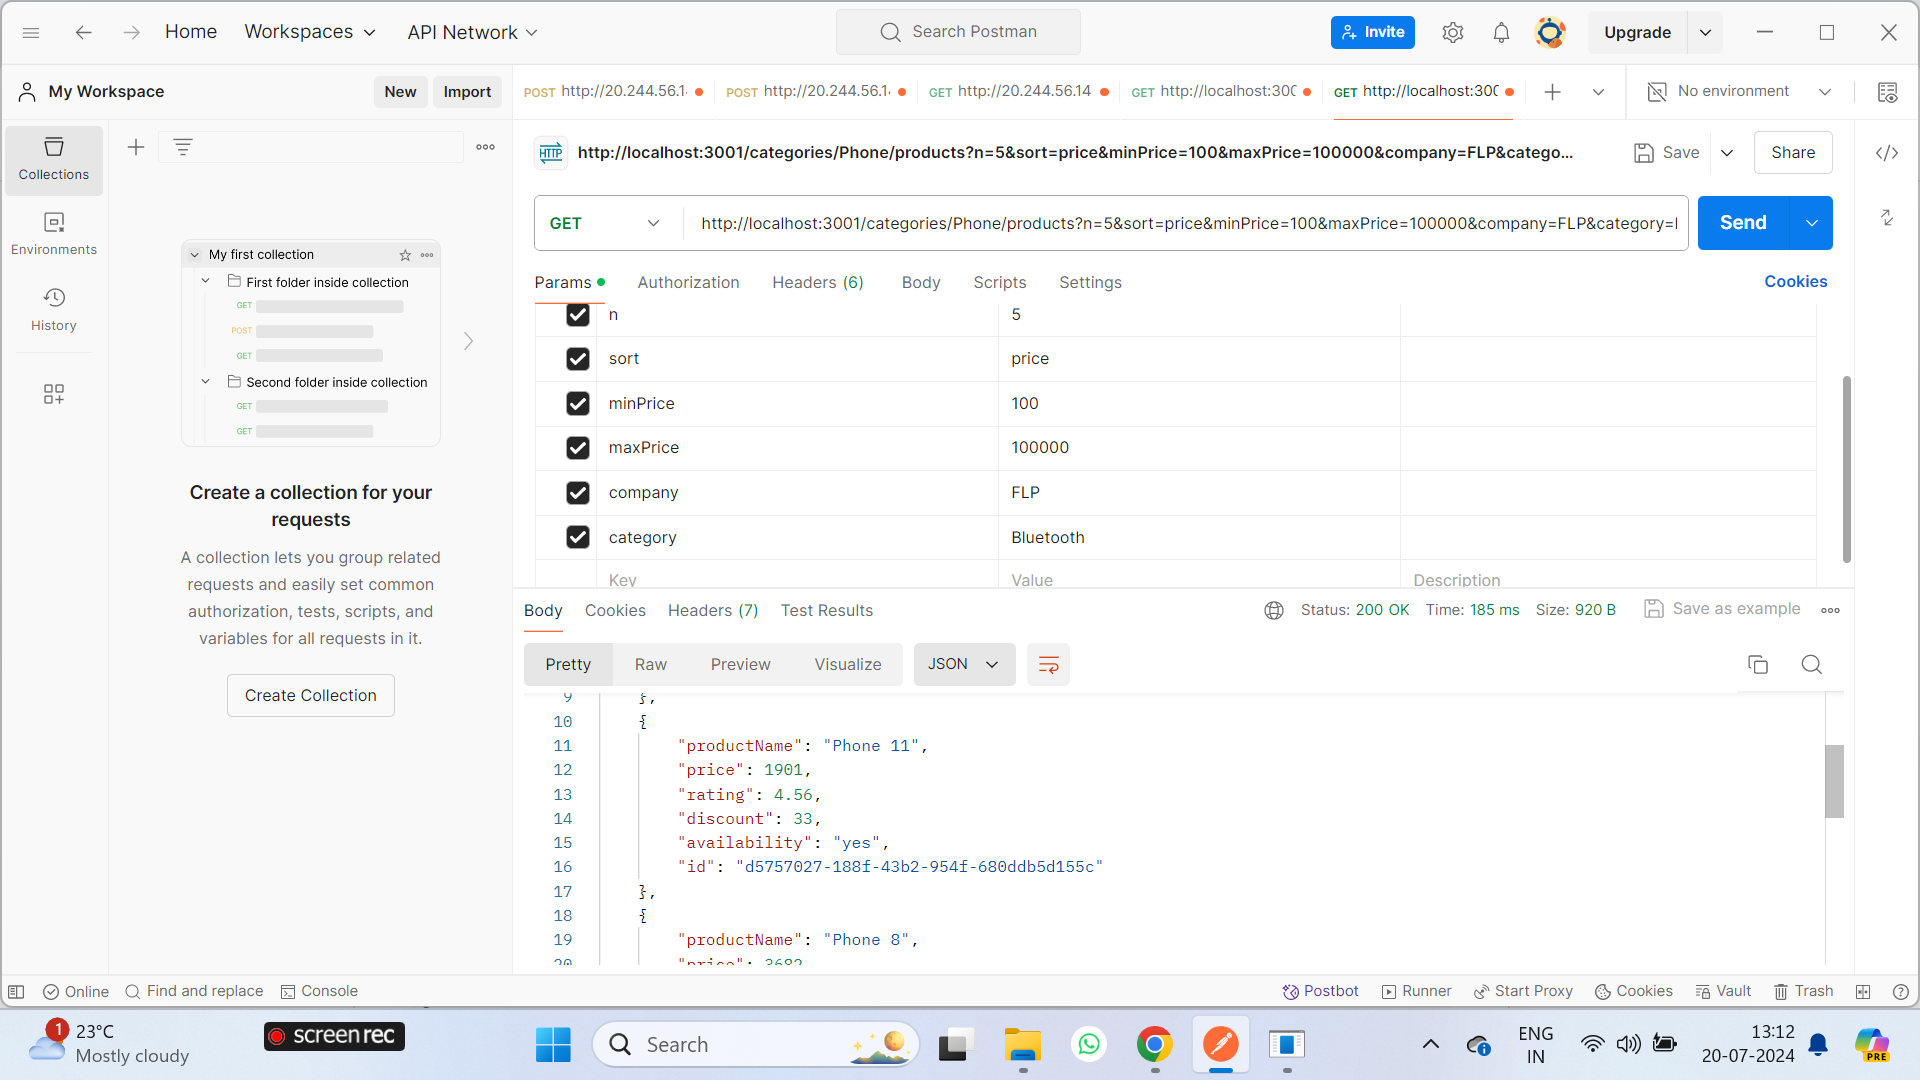 Home
Workspaces
API Network
Search Postman
Invite
Upgrade
My Workspace
New
Import
POST http://20.244.56.1
POST http://20.244.56.1
GET http://20.244.56.14
GET http://localhost:300
GET http://localhost:300
No environment
Collections
Environments
History
My first collection
First folder inside collection
GET
POST
GET
Second folder inside collection
GET
GET
Create a collection for your
requests
A collection lets you group related
requests and easily set common
authorization, tests, scripts, and
variables for all requests in it.
Create Collection
HTTP
http://localhost:3001/categories/Phone/products?n=5&sort=price&minPrice=100&maxPrice=100000&company=FLP&catego...
Save
Share
GET
http://localhost:3001/categories/Phone/products?n=5&sort=price&minPrice=100&maxPrice=100000&company=FLP&category=
Send
Params
Authorization
Headers (6)
Body
Scripts
Settings
Cookies
n 5
sort price
minPrice 100
maxPrice 100000
company FLP
category Bluetooth
Key Value Description
Body
Cookies
Headers (7)
Test Results
Status: 200 OK
Time: 185 ms
Size: 920 B
Save as example
Pretty
Raw
Preview
Visualize
JSON
9 },
10 {
11 "productName": "Phone 11",
12 "price": 1901,
13 "rating": 4.56,
14 "discount": 33,
15 "availability": "yes",
16 "id": "d5757027-188f-43b2-954f-680ddb5d155c"
17 },
18 {
19 "productName": "Phone 8",
20 "price": 3682
Online
Find and replace
Console
Postbot
Runner
Start Proxy
Cookies
Vault
Trash
1
23°C
Mostly cloudy
screen rec
Search
ENG
IN
13:12
20-07-2024
PRE